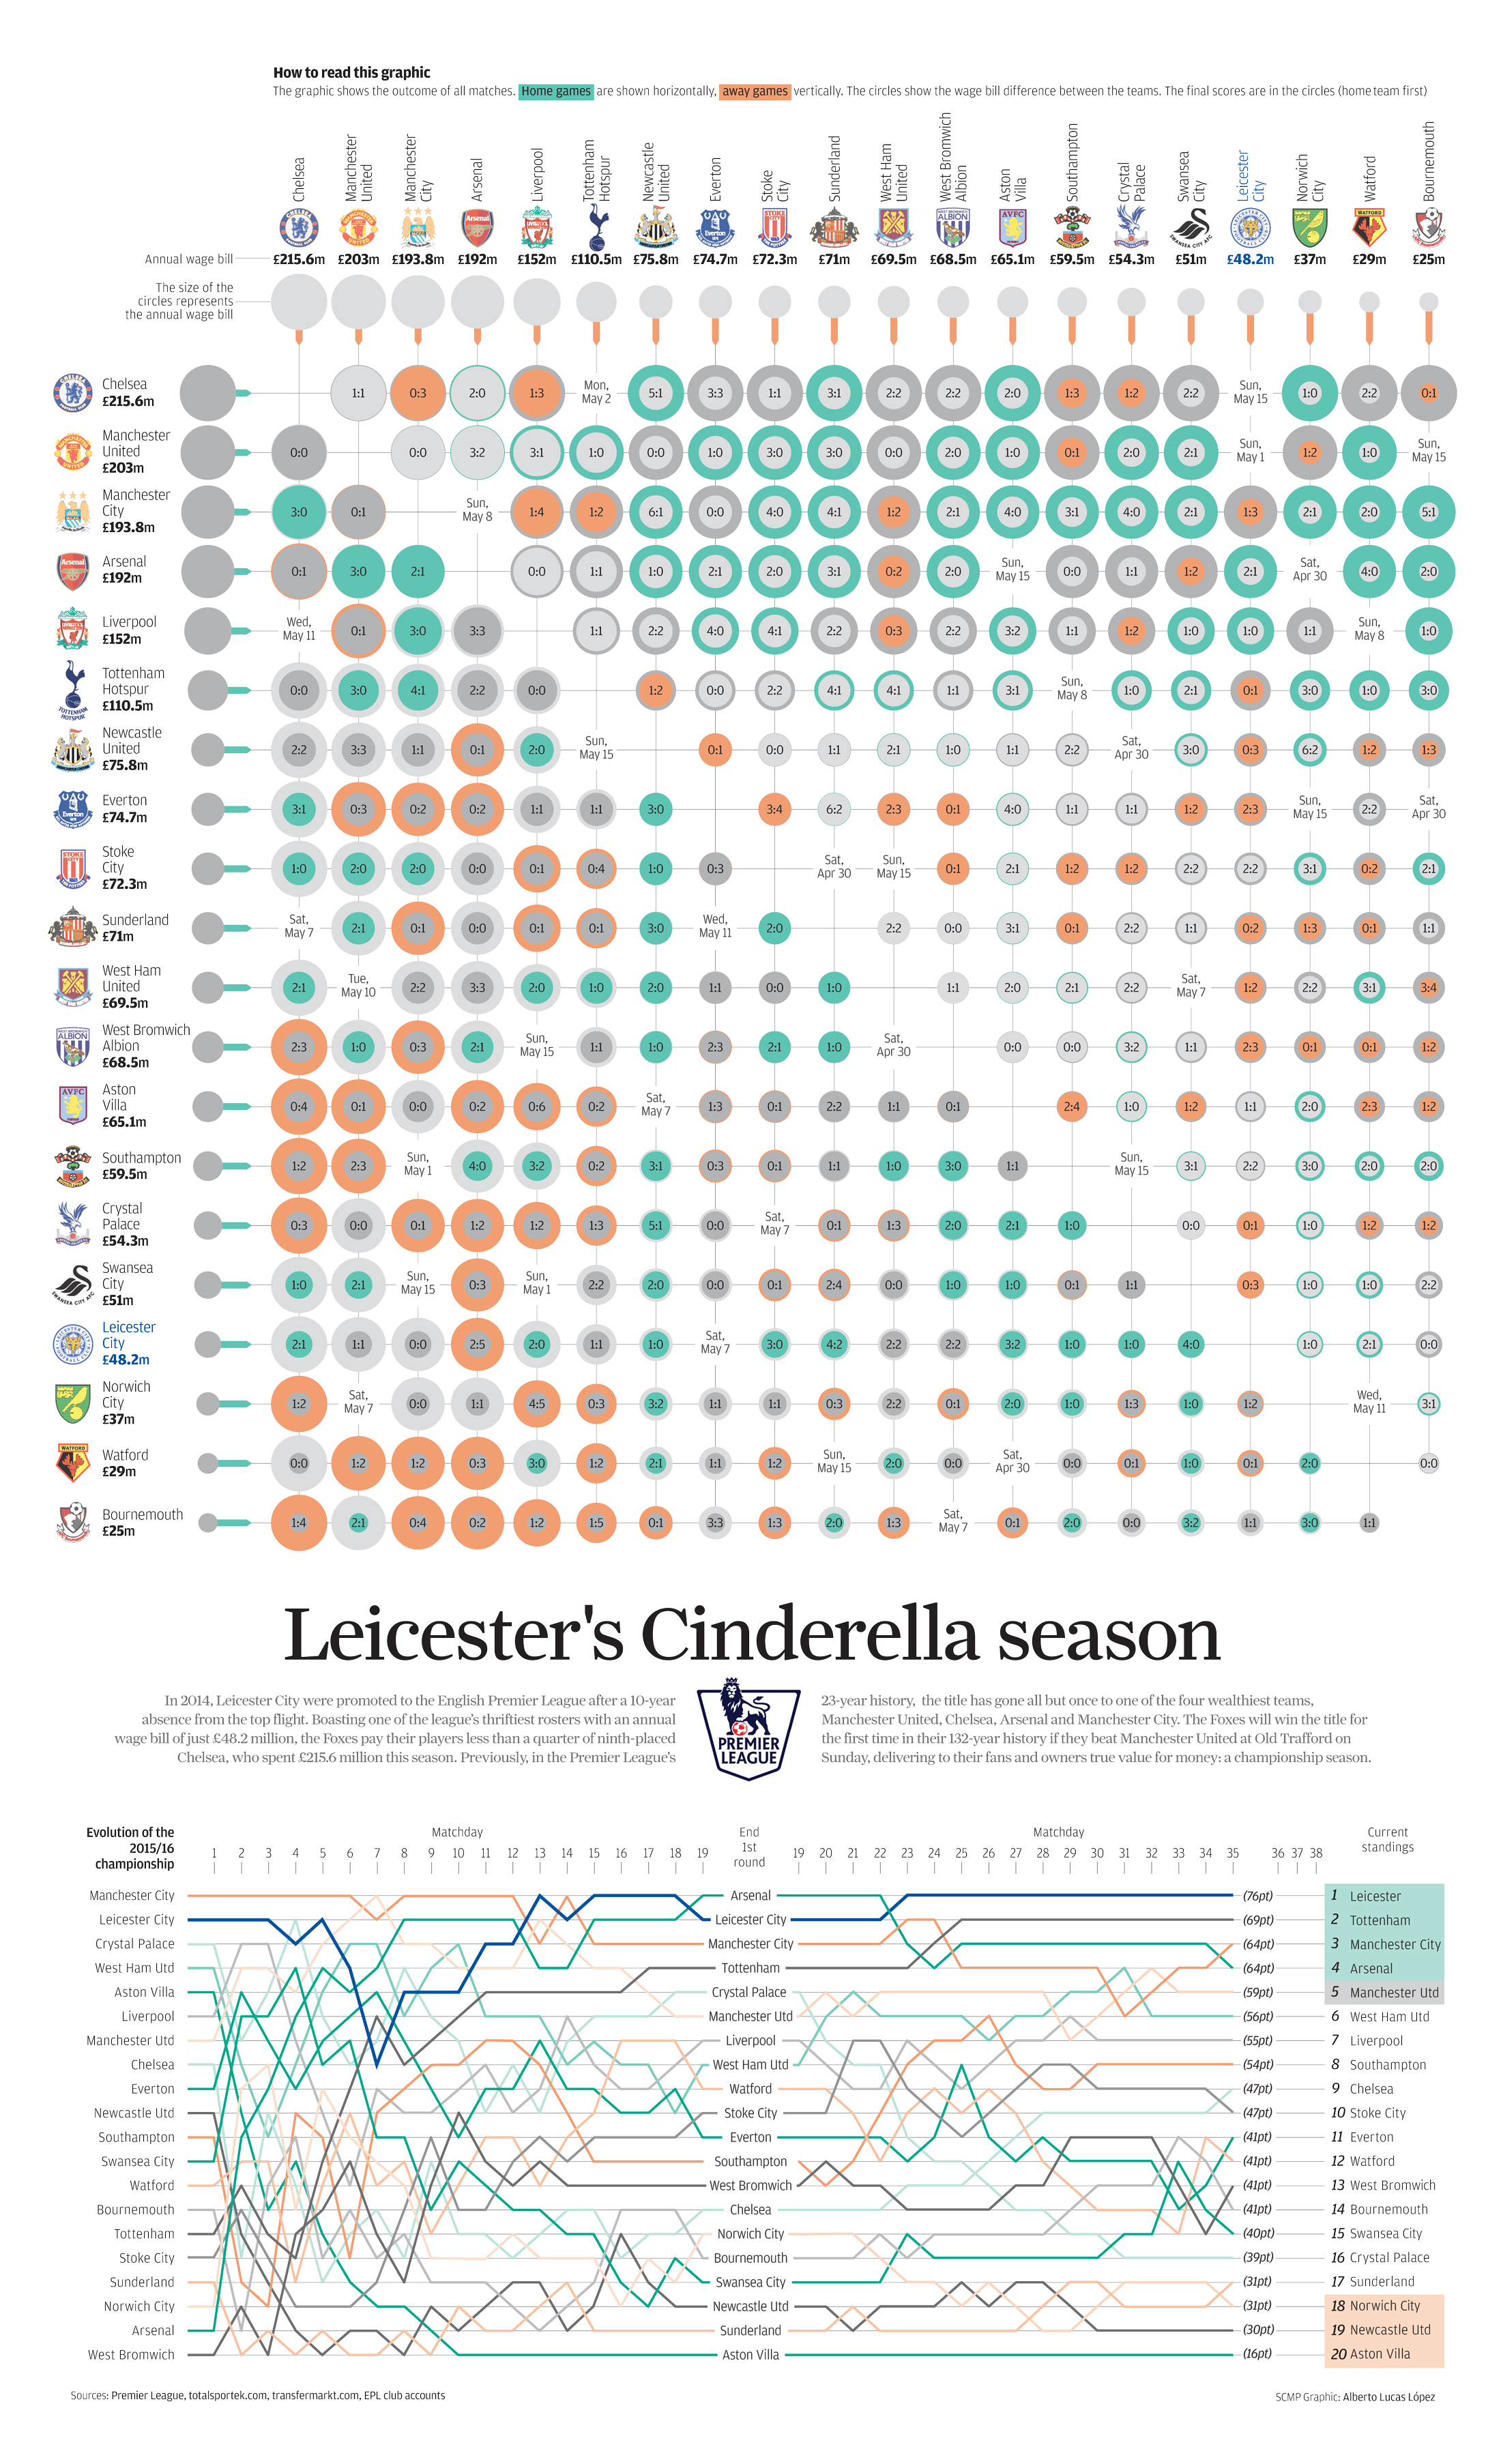 How to read this graphic
The graphic shows the outcome of all matches. Home games are shown horizontally, away games vertically. The circles show the wage bill difference between the teams. The final scores are in the circles (home team first)
Chelsea
Manchester United
Manchester City
Arsenal
Liverpool
Tottenham Hotspur
Newcastle United
Everton
Stoke City
Sunderland
West Ham United
West Bromwich Albion
Aston Villa
Southampton
Crystal Palace
Swansea City
Leicester City
Norwich City
Watford
Bournemouth
Annual wage bill £215.6m £203m £193.8m £192m £152m £110.5m £75.8m £74.7m £72.3m £71m £69.5m £68.5m £65.1m £59.5m £54.3m £51m £48.2m £37m £29m £25m
The size of the
circles represents
the annual wage bill
Chelsea
£215.6m
1:1 0:3 2:0 1:3 Mon, May 2 5:1 3:3 1:1 3:1 2:2 2:2 2:0 1:3 1:2 2:2 Sun, May 15 1:0 2:2 0:1
Manchester
United
£203m
0:0 0:0 3:2 3:1 1:0 0:0 1:0 3:0 3:0 0:0 2:0 1:0 0:1 2:0 2:1 Sun, May 1 1:2 1:0 Sun, May 15
Manchester
City
£193.8m
3:0 0:1 Sun, May 8 1:4 1:2 6:1 0:0 4:0 4:1 1:2 2:1 4:0 3:1 4:0 2:1 1:3 2:1 2:0 5:1
Arsenal
£192m
0:1 3:0 2:1 0:0 1:1 1:0 2:1 2:0 3:1 0:2 2:0 Sun, May 15 0:0 1:1 1:2 2:1 Sat, Apr 30 4:0 2:0
Liverpool
£152m
Wed, May 11 0:1 3:0 3:3 1:1 2:2 4:0 4:1 2:2 0:3 2:2 3:2 1:1 1:2 1:0 1:0 1:1 Sun, May 8 1:0
Tottenham
Hotspur
£110.5m
0:0 3:0 4:1 2:2 0:0 1:2 0:0 2:2 4:1 4:1 1:1 3:1 Sun, May 8 1:0 2:1 0:1 3:0 1:0 3:0
Newcastle
United
£75.8m
2:2 3:3 1:1 0:1 2:0 Sun, May 15 0:1 0:0 1:1 2:1 1:0 1:1 2:2 Sat, Apr 30 3:0 0:3 6:2 1:2 1:3
Everton
£74.7m
3:1 0:3 0:2 0:2 1:1 1:1 3:0 3:4 6:2 2:3 0:1 4:0 1:1 1:1 1:2 2:3 Sun, May 15 2:2 Sat, Apr 30
Stoke
City
£72.3m
1:0 2:0 2:0 0:0 0:1 0:4 1:0 0:3 Sat, Apr 30 Sun, May 15 0:1 2:1 1:2 1:2 2:2 2:2 3:1 0:2 2:1
Sunderland
£71m
Sat, May 7 2:1 0:1 0:0 0:1 0:1 3:0 Wed, May 11 2:0 2:2 0:0 3:1 0:1 2:2 1:1 0:2 1:3 0:1 1:1
West Ham
United
£69.5m
2:1 Tue, May 10 2:2 3:3 2:0 1:0 2:0 1:1 0:0 1:0 1:1 2:0 2:1 2:2 Sat, May 7 1:2 2:2 3:1 3:4
West Bromwich
Albion
£68.5m
2:3 1:0 0:3 2:1 Sun, May 15 1:1 1:0 2:3 2:1 1:0 Sat, Apr 30 0:0 0:0 3:2 1:1 2:3 0:1 0:1 1:2
Aston
Villa
£65.1m
0:4 0:1 0:0 0:2 0:6 0:2 Sat, May 7 1:3 0:1 2:2 1:1 0:1 2:4 1:0 1:2 1:1 2:0 2:3 1:2
Southampton
£59.5m
1:2 2:3 Sun, May 1 4:0 3:2 0:2 3:1 0:3 0:1 1:1 1:0 3:0 1:1 Sun, May 15 3:1 2:2 3:0 2:0 2:0
Crystal
Palace
£54.3m
0:3 0:0 0:1 1:2 1:2 1:3 5:1 0:0 Sat, May 7 0:1 1:3 2:0 2:1 1:0 0:0 0:1 1:0 1:2 1:2
Swansea
City
£51m
1:0 2:1 Sun, May 15 0:3 Sun, May 1 2:2 2:0 0:0 0:1 2:4 0:0 1:0 1:0 0:1 1:1 0:3 1:0 1:0 2:2
Leicester
City
£48.2m
2:1 1:1 0:0 2:5 2:0 1:1 1:0 Sat, May 7 3:0 4:2 2:2 2:2 3:2 1:0 1:0 4:0 1:0 2:1 0:0
Norwich
City
£37m
1:2 Sat, May 7 0:0 1:1 4:5 0:3 3:2 1:1 1:1 0:3 2:2 0:1 2:0 1:0 1:3 1:0 1:2 Wed, May 11 3:1
Watford
£29m
0:0 1:2 1:2 0:3 3:0 1:2 2:1 1:1 1:2 Sun, May 15 2:0 0:0 Sat, Apr 30 0:0 0:1 1:0 0:1 2:0 0:0
Bournemouth
£25m
1:4 2:1 0:4 0:2 1:2 1:5 0:1 3:3 1:3 2:0 1:3 Sat, May 7 0:1 2:0 0:0 3:2 1:1 3:0 1:1
Leicester's Cinderella season
In 2014, Leicester City were promoted to the English Premier League after a 10-year
absence from the top flight. Boasting one of the league's thriftiest rosters with an annual
wage bill of just £48.2 million, the Foxes pay their players less than a quarter of ninth-placed
Chelsea, who spent £215.6 million this season. Previously, in the Premier League's
PREMIER
LEAGUE
23-year history, the title has gone all but once to one of the four wealthiest teams,
Manchester United, Chelsea, Arsenal and Manchester City. The Foxes will win the title for
the first time in their 132-year history if they beat Manchester United at Old Trafford on
Sunday, delivering to their fans and owners true value for money: a championship season.
Evolution of the
2015/16
championship
Matchday
1 2 3 4 5 6 7 8 9 10 11 12 13 14 15 16 17 18 19
End
1st
round
Matchday
19 20 21 22 23 24 25 26 27 28 29 30 31 32 33 34 35 36 37 38
Current
standings
Manchester City Arsenal (76pt) 1 Leicester
Leicester City Leicester City (69pt) 2 Tottenham
Crystal Palace Manchester City (64pt) 3 Manchester City
West Ham Utd Tottenham (64pt) 4 Arsenal
Aston Villa Crystal Palace (59pt) 5 Manchester Utd
Liverpool Manchester Utd (56pt) 6 West Ham Utd
Manchester Utd Liverpool (55pt) 7 Liverpool
Chelsea West Ham Utd (54pt) 8 Southampton
Everton Watford (47pt) 9 Chelsea
Newcastle Utd Stoke City (47pt) 10 Stoke City
Southampton Everton (41pt) 11 Everton
Swansea City Southampton (41pt) 12 Watford
Watford West Bromwich (41pt) 13 West Bromwich
Bournemouth Chelsea (41pt) 14 Bournemouth
Tottenham Norwich City (40pt) 15 Swansea City
Stoke City Bournemouth (39pt) 16 Crystal Palace
Sunderland Swansea City (31pt) 17 Sunderland
Norwich City Newcastle Utd (31pt) 18 Norwich City
Arsenal Sunderland (30pt) 19 Newcastle Utd
West Bromwich Aston Villa (16pt) 20 Aston Villa
Sources: Premier League, totalsportek.com, transfermarkt.com, EPL club accounts
SCMP Graphic: Alberto Lucas López